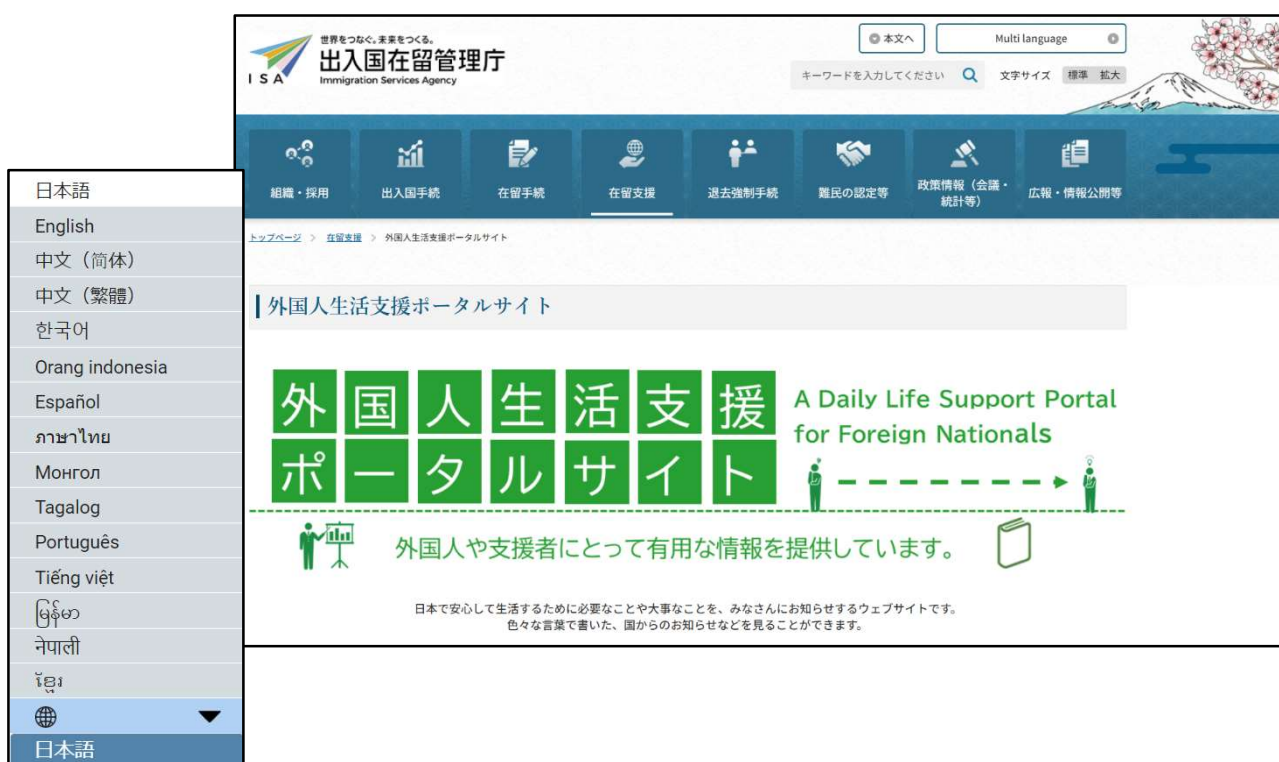 世界をつなぐ。未来をつくる。
出入国在留管理庁
ISA
Immigration Services Agency
本文へ
Multi language
キーワードを入力してください
文字サイズ
標準
拡大
組織・採用
出入国手続
在留手続
在留支援
退去強制手続
難民の認定等
政策情報（会議・
統計等）
広報・情報公開等
トップページ > 在留支援 > 外国人生活支援ポータルサイト
外国人生活支援ポータルサイト
外国人生活支援
ポータルサイト
A Daily Life Support Portal
for Foreign Nationals
外国人や支援者にとって有用な情報を提供しています。
日本で安心して生活するために必要なことや大事なことを、みなさんにお知らせするウェブサイトです。
色々な言葉で書いた、国からのお知らせなどを見ることができます。
日本語
English
中文（简体）
中文（繁體）
한국어
Orang indonesia
Español
ภาษาไทย
Монгол
Tagalog
Português
Tiếng việt
မြန်မာ
नेपाली
ខ្មែរ
日本語